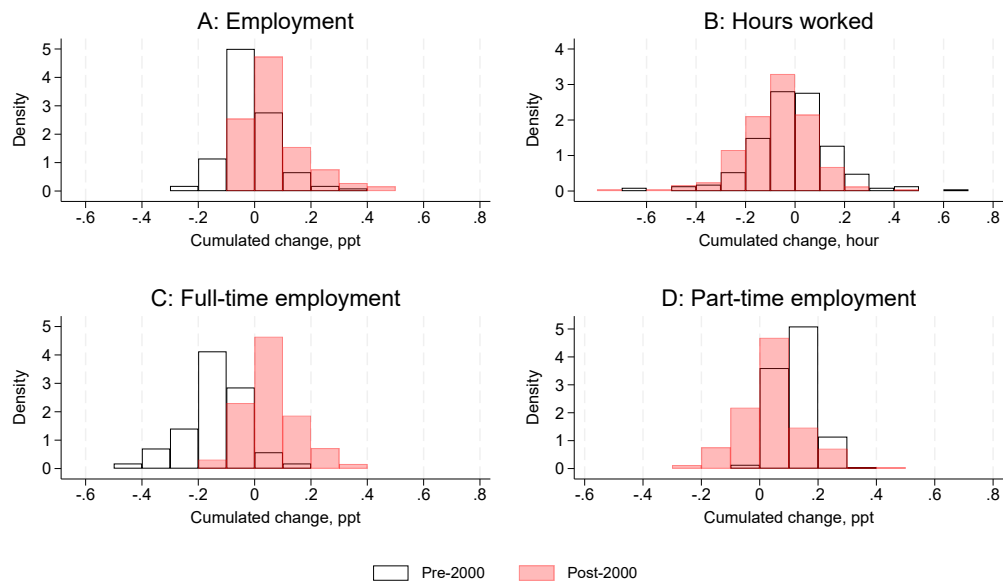 A: Employment
Density
5
4
3
2
1
0
-.6 -.4 -.2 0 .2 .4 .6 .8
Cumulated change, ppt
B: Hours worked
Density
4
3
2
1
0
-.6 -.4 -.2 0 .2 .4 .6 .8
Cumulated change, hour
C: Full-time employment
Density
5
4
3
2
1
0
-.6 -.4 -.2 0 .2 .4 .6 .8
Cumulated change, ppt
D: Part-time employment
Density
5
4
3
2
1
0
-.6 -.4 -.2 0 .2 .4 .6 .8
Cumulated change, ppt
Pre-2000 Post-2000